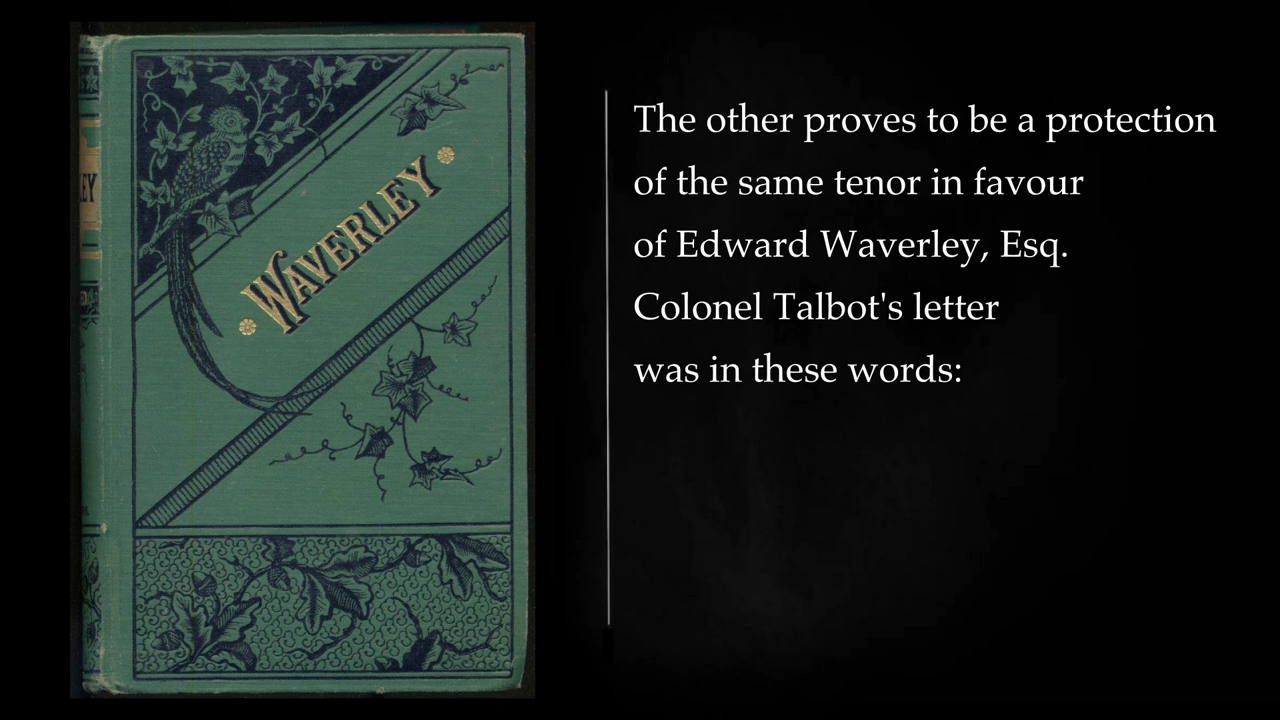 WAVERLEY
EY
The other proves to be a protection
of the same tenor in favour
of Edward Waverley, Esq.
Colonel Talbot's letter
was in these words: